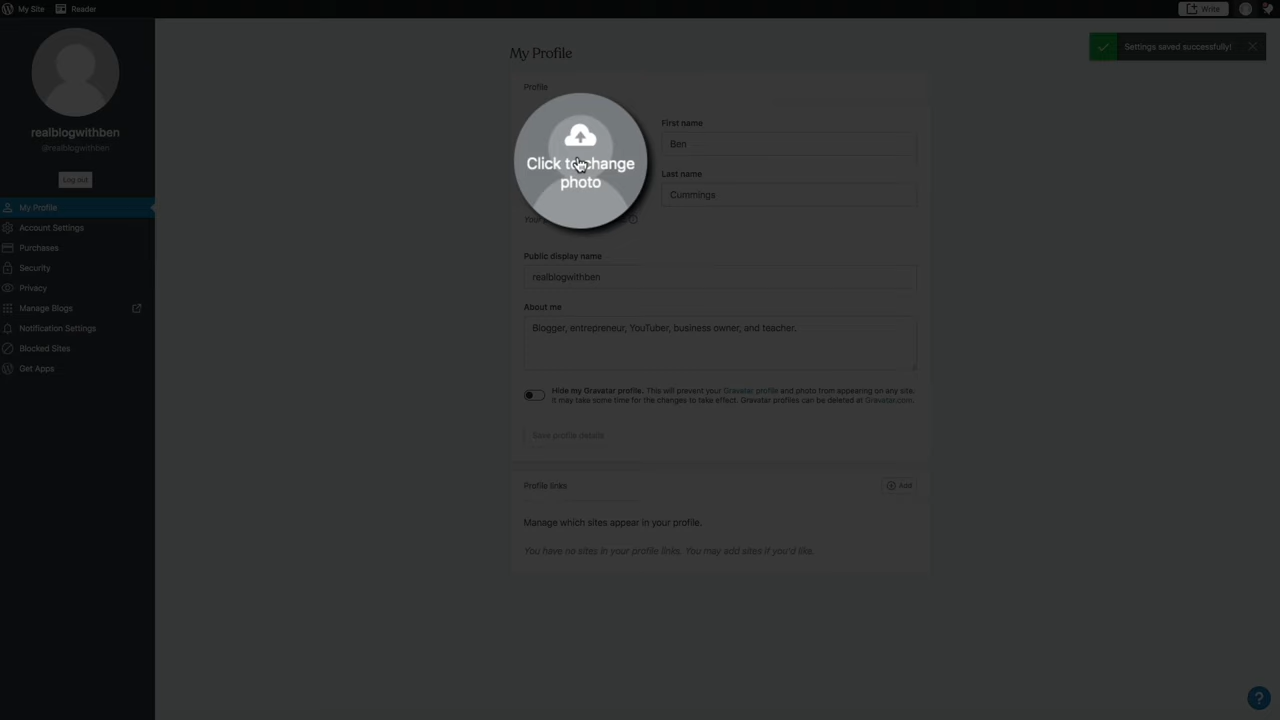 My Site
Reader
Write
realblogwithben
@realblogwithben
Log out
My Profile
Account Settings
Purchases
Security
Privacy
Manage Blogs
Notification Settings
Blocked Sites
Get Apps
My Profile
Settings saved successfully!
Profile
Click to change
photo
First name
Ben
Last name
Cummings
Public display name
realblogwithben
About me
Blogger, entrepreneur, YouTuber, business owner, and teacher.
Hide my Gravatar profile. This will prevent your Gravatar profile and photo from appearing on any site.
It may take some time for the changes to take effect. Gravatar profiles can be deleted at Gravatar.com.
Save profile details
Profile links
Add
Manage which sites appear in your profile.
You have no sites in your profile links. You may add sites if you'd like.